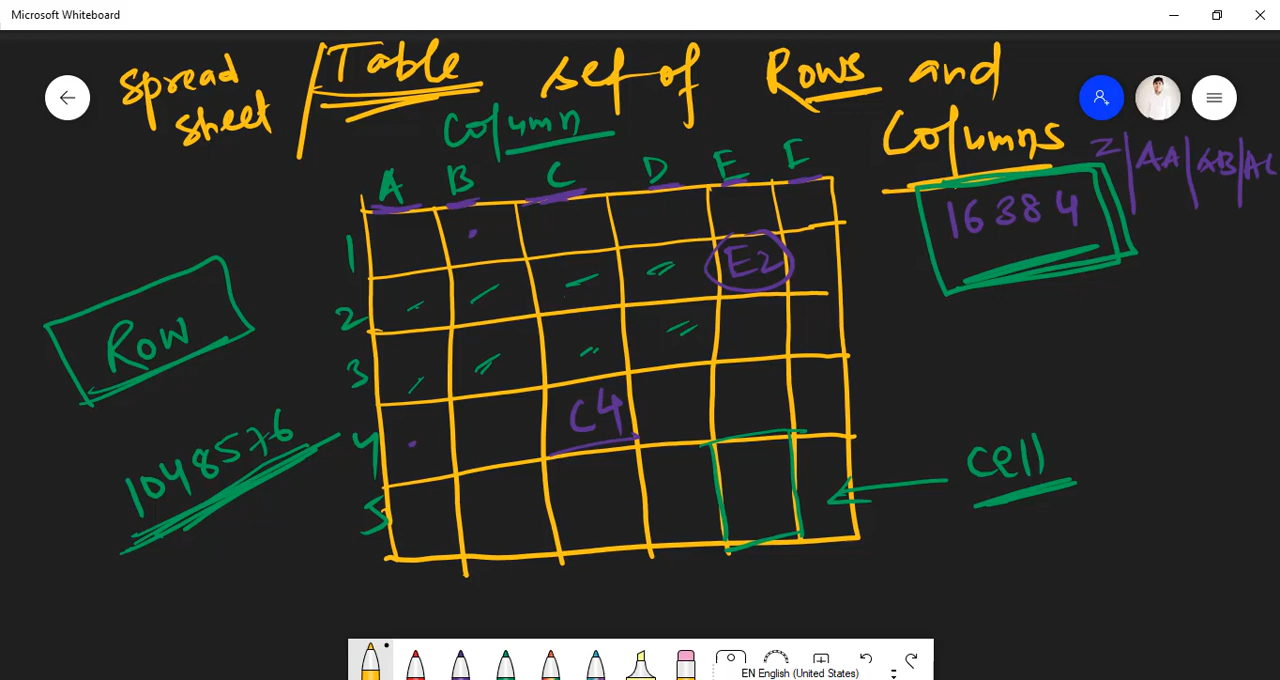 Microsoft Whiteboard
Spread sheet / Table set of Rows and Columns
Column
A B C D E F
Z | AA | AB | AC
16384
1
2
3
4
5
E2
C4
Row
1048576
cell
EN English (United States)